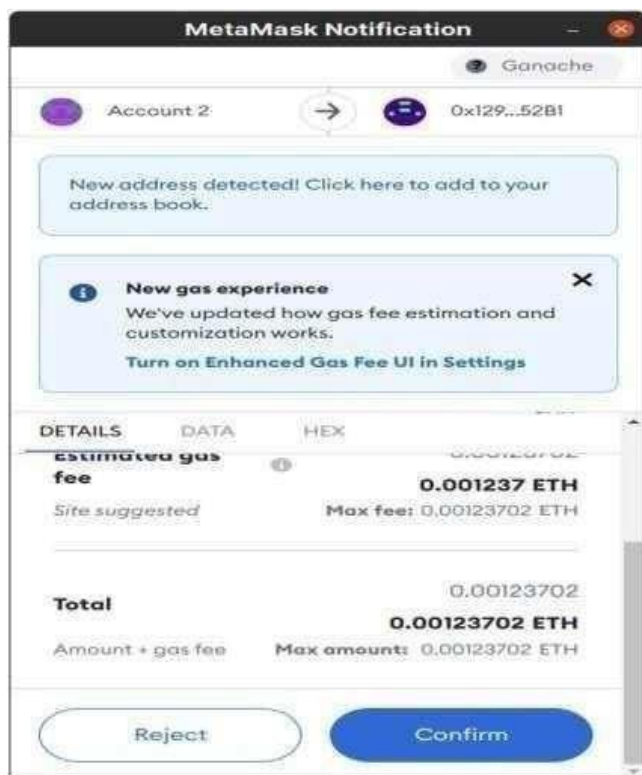 MetaMask Notification
Ganache
Account 2
0x129...52B1
New address detected! Click here to add to your
address book.
New gas experience
We've updated how gas fee estimation and
customization works.
Turn on Enhanced Gas Fee UI in Settings
DETAILS DATA HEX
Estimated gas
fee
0.001237 ETH
Site suggested
Max fee: 0.00123702 ETH
0.00123702
Total
0.00123702 ETH
Amount + gas fee
Max amount: 0.00123702 ETH
Reject
Confirm